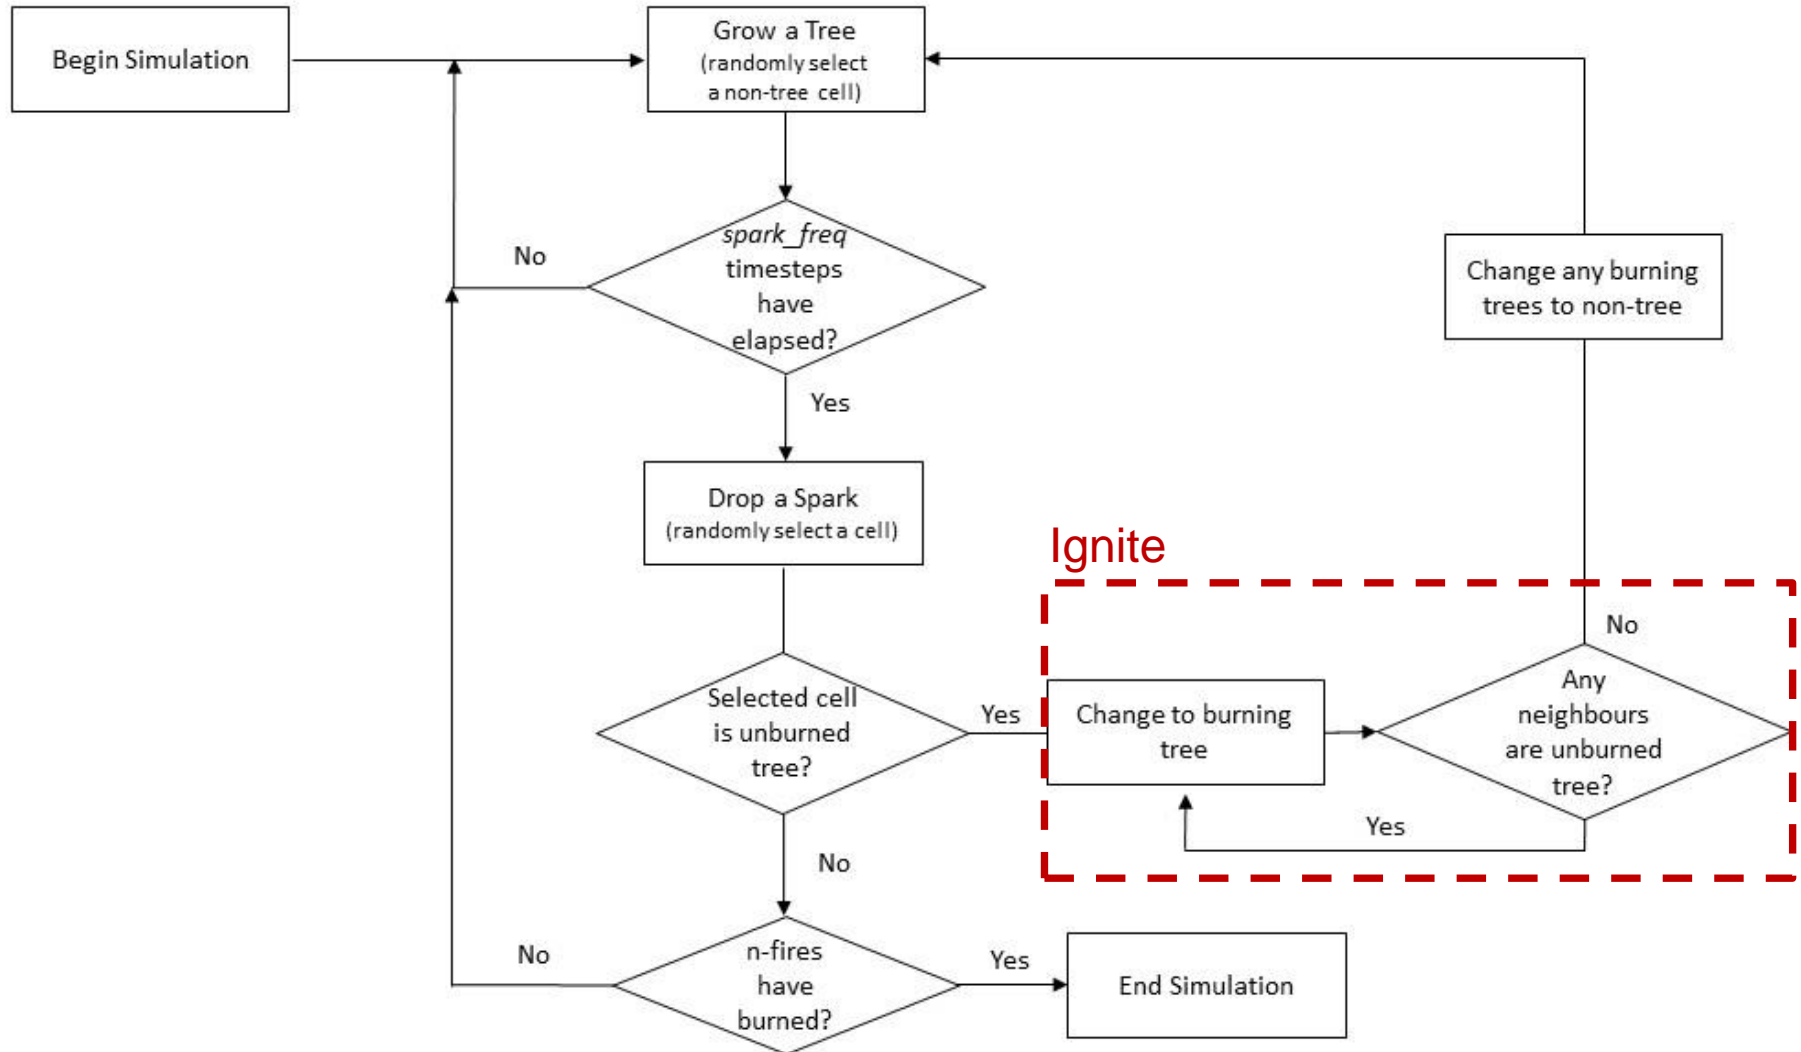 Begin Simulation
Grow a Tree
(randomly select
a non-tree cell)
No
spark_freq
timesteps
have
elapsed?
Change any burning
trees to non-tree
Yes
Drop a Spark
(randomly select a cell)
Ignite
No
Selected cell
is unburned
tree?
Yes
Change to burning
tree
Any
neighbours
are unburned
tree?
Yes
No
No
n-fires
have
burned?
Yes
End Simulation